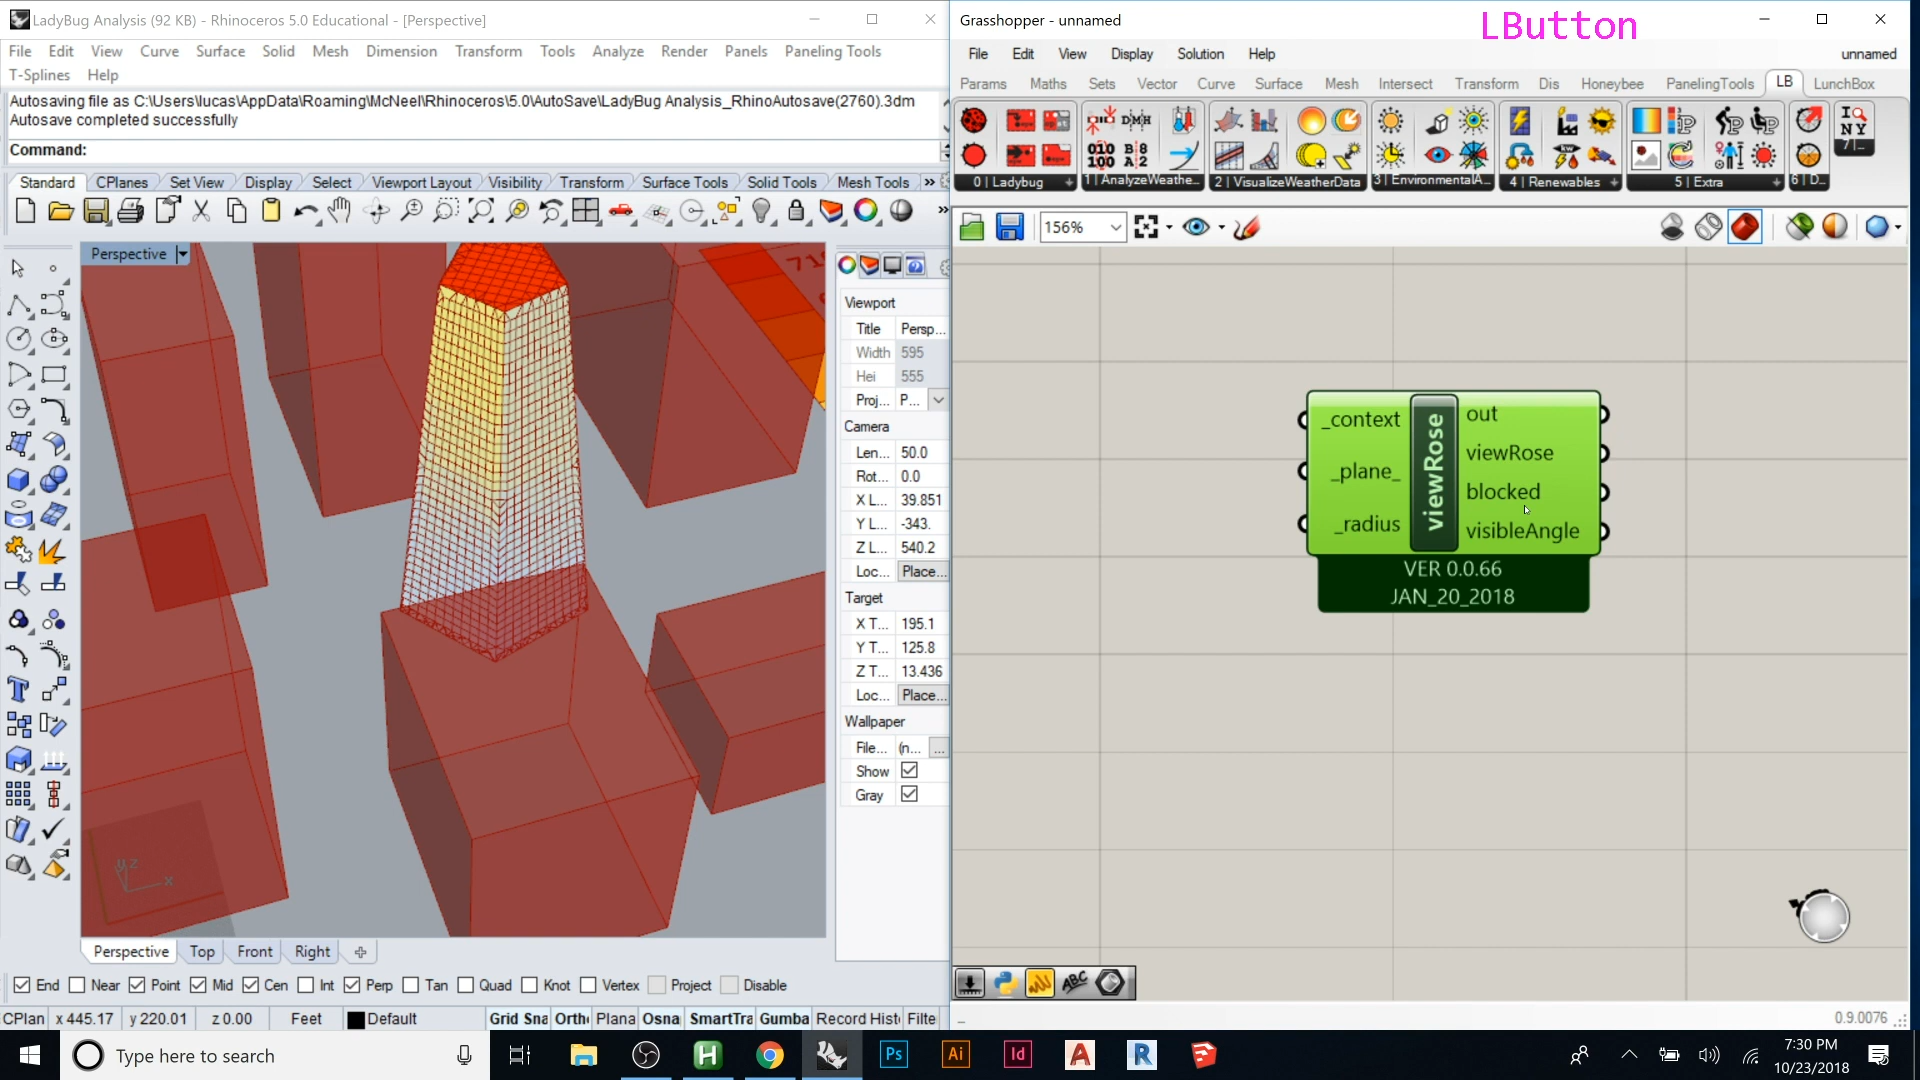 LadyBug Analysis (92 KB) - Rhinoceros 5.0 Educational - [Perspective]
File Edit View Curve Surface Solid Mesh Dimension Transform Tools Analyze Render Panels Paneling Tools
T-Splines Help
Autosaving file as C:\Users\lucas\AppData\Roaming\McNeel\Rhinoceros\5.0\AutoSave\LadyBug Analysis_RhinoAutosave(2760).3dm
Autosave completed successfully
Command:
Standard CPlanes Set View Display Select Viewport Layout Visibility Transform Surface Tools Solid Tools Mesh Tools
Perspective
Viewport
Title Persp...
Width 595
Hei 555
Proj... P...
Camera
Len... 50.0
Rot... 0.0
X L... 39.851
Y L... -343.
Z L... 540.2
Loc... Place...
Target
X T... 195.1
Y T... 125.8
Z T... 13.436
Loc... Place...
Wallpaper
File... (n... ...
Show
Gray
y z
x
Perspective Top Front Right
End Near Point Mid Cen Int Perp Tan Quad Knot Vertex Project Disable
CPlan x 445.17 y 220.01 z 0.00 Feet Default Grid Sna Orth Plana Osna SmartTra Gumba Record Hist Filte
Grasshopper - unnamed
LButton
File Edit View Display Solution Help unnamed
Params Maths Sets Vector Curve Surface Mesh Intersect Transform Dis Honeybee PanelingTools LB LunchBox
0 | Ladybug 1 | AnalyzeWeathe... 2 | VisualizeWeatherData 3 | EnvironmentalA... 4 | Renewables 5 | Extra 6 | D... 7 |...
156%
_context
_plane_
_radius
viewRose
out
viewRose
blocked
visibleAngle
VER 0.0.66
JAN_20_2018
0.9.0076
Type here to search
Ps Ai Id A R
7:30 PM
10/23/2018